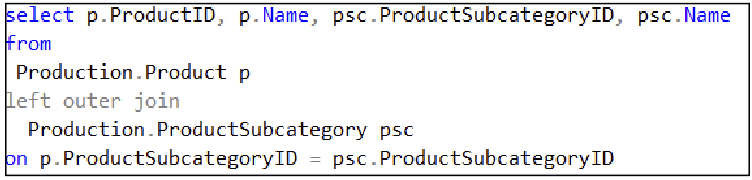 select p.ProductID, p.Name, psc.ProductSubcategoryID, psc.Name
from
 Production.Product p
left outer join
  Production.ProductSubcategory psc
on p.ProductSubcategoryID = psc.ProductSubcategoryID